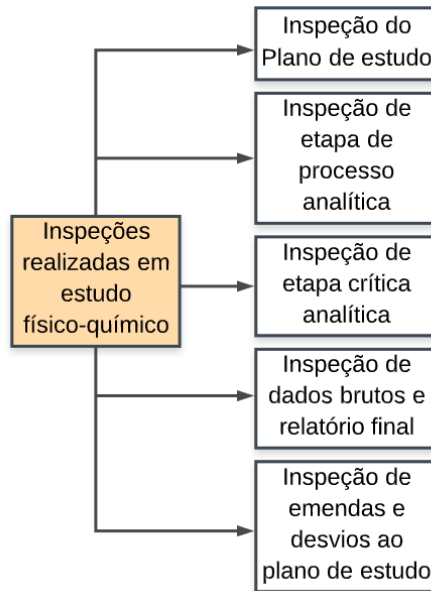 Inspeção do
Plano de estudo
Inspeção de
etapa de
processo
analítica
Inspeções
realizadas em
estudo
físico-químico
Inspeção de
etapa crítica
analítica
Inspeção de
dados brutos e
relatório final
Inspeção de
emendas e
desvios ao
plano de estudo